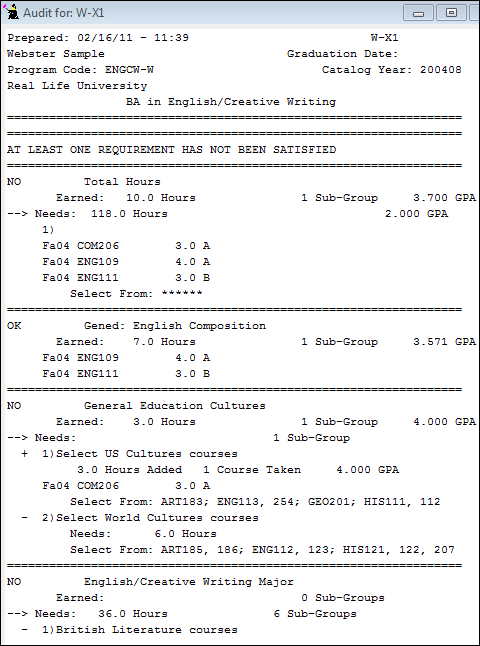 Audit for: W-X1
Prepared: 02/16/11 - 11:39 W-X1
Webster Sample Graduation Date:
Program Code: ENGCW-W Catalog Year: 200408
Real Life University
BA in English/Creative Writing
=================================================================
=================================================================
AT LEAST ONE REQUIREMENT HAS NOT BEEN SATISFIED
=================================================================
NO Total Hours
Earned: 10.0 Hours 1 Sub-Group 3.700 GPA
--> Needs: 118.0 Hours 2.000 GPA
1)
Fa04 COM206 3.0 A
Fa04 ENG109 4.0 A
Fa04 ENG111 3.0 B
Select From: ******
=================================================================
OK Gened: English Composition
Earned: 7.0 Hours 1 Sub-Group 3.571 GPA
Fa04 ENG109 4.0 A
Fa04 ENG111 3.0 B
=================================================================
NO General Education Cultures
Earned: 3.0 Hours 1 Sub-Group 4.000 GPA
--> Needs: 1 Sub-Group
+ 1)Select US Cultures courses
3.0 Hours Added 1 Course Taken 4.000 GPA
Fa04 COM206 3.0 A
Select From: ART183; ENG113, 254; GEO201; HIS111, 112
- 2)Select World Cultures courses
Needs: 6.0 Hours
Select From: ART185, 186; ENG112, 123; HIS121, 122, 207
=================================================================
NO English/Creative Writing Major
Earned: 0 Sub-Groups
--> Needs: 36.0 Hours 6 Sub-Groups
- 1)British Literature courses